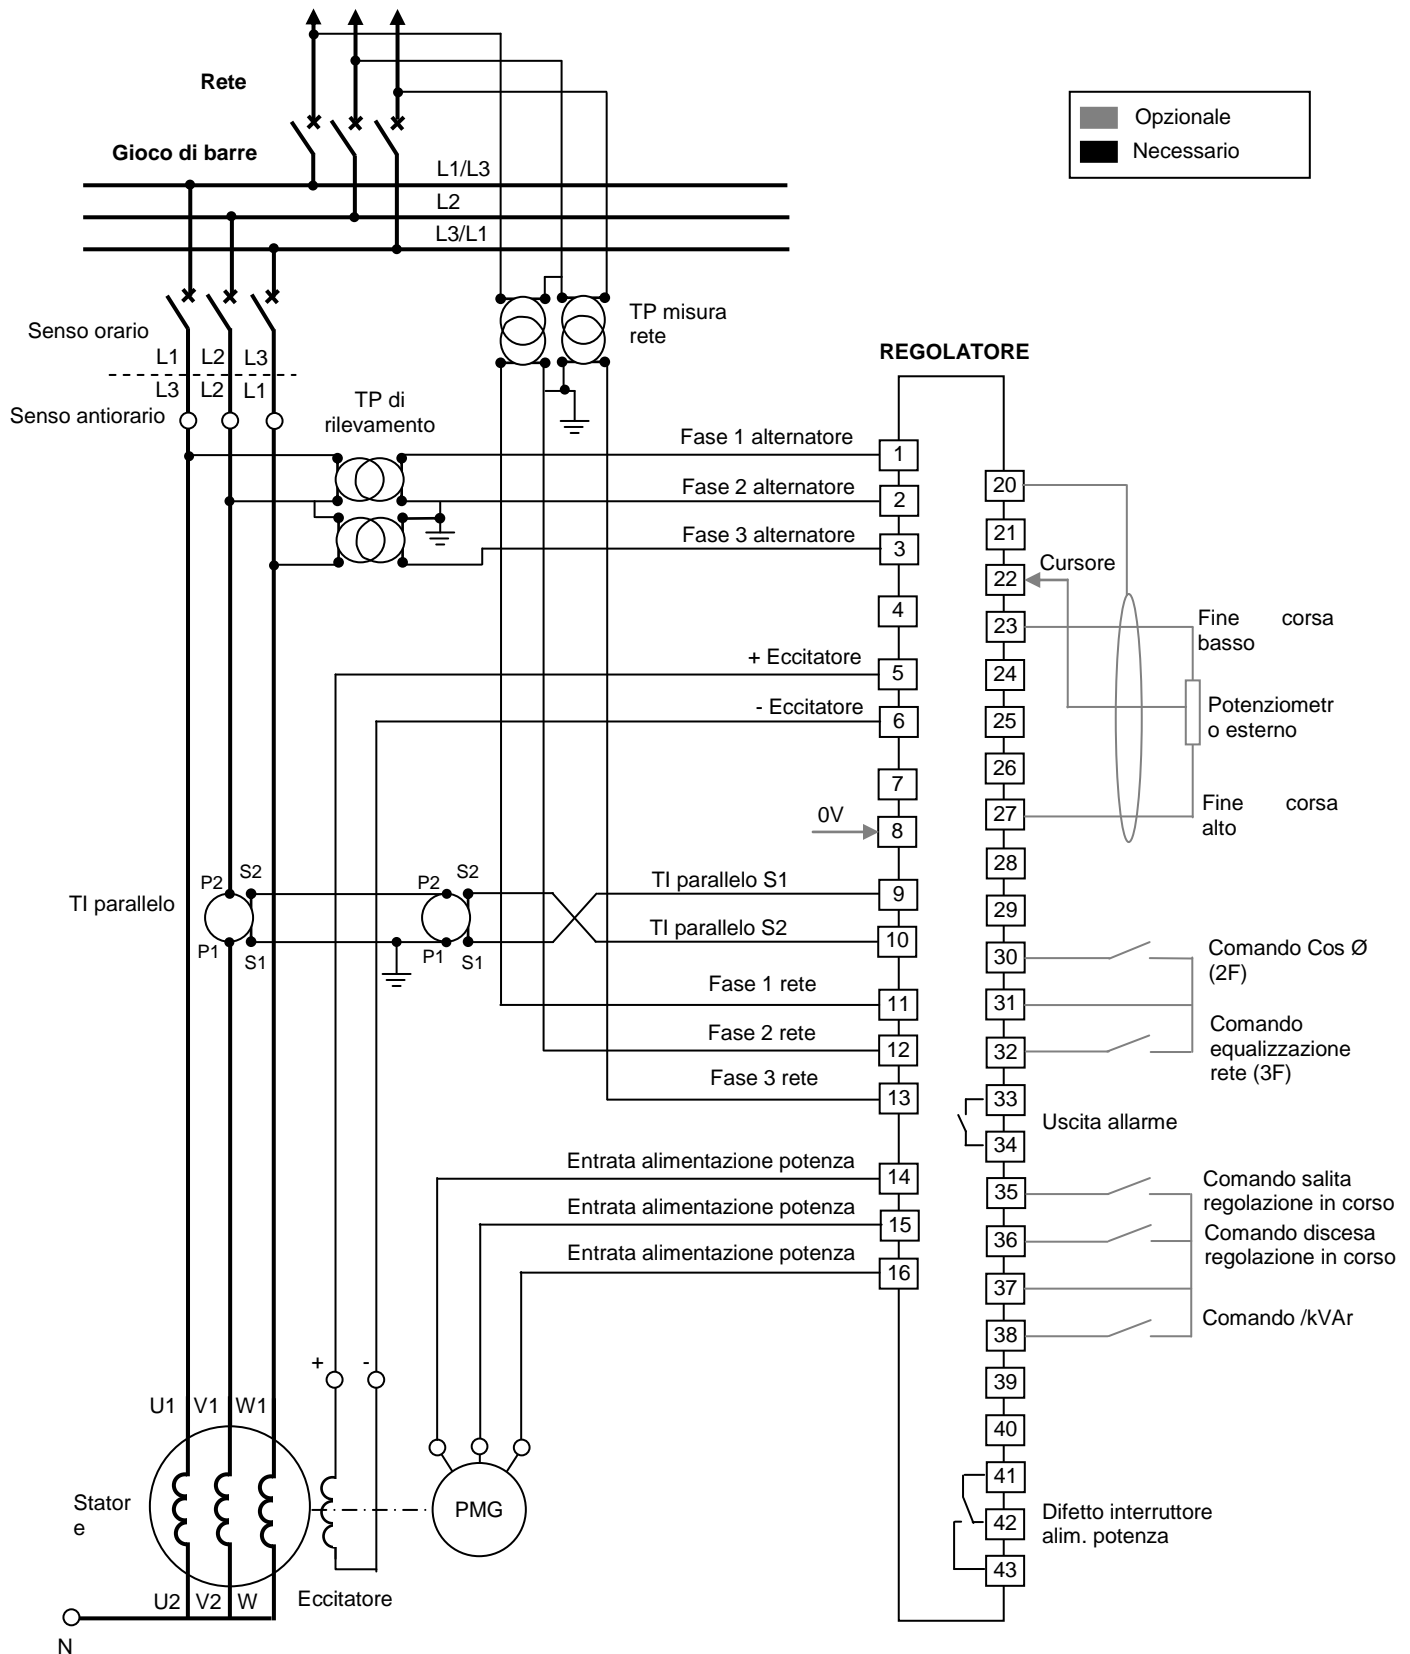 Rete
Opzionale
Necessario
Gioco di barre
L1/L3
L2
L3/L1
TP misura
rete
Senso orario
L1 L2 L3
L3 L2 L1
Senso antiorario
TP di
rilevamento
REGOLATORE
Fase 1 alternatore
1
Fase 2 alternatore
2
Fase 3 alternatore
3
4
+ Eccitatore
5
- Eccitatore
6
7
0V
8
TI parallelo
P2 S2
P1 S1
P2 S2
P1 S1
TI parallelo S1
9
TI parallelo S2
10
Fase 1 rete
11
Fase 2 rete
12
Fase 3 rete
13
Entrata alimentazione potenza
14
Entrata alimentazione potenza
15
Entrata alimentazione potenza
16
20
21
22
Cursore
23
Fine corsa
basso
24
25
Potenziometr
o esterno
26
27
Fine corsa
alto
28
29
30
Comando Cos Ø
(2F)
31
32
Comando
equalizzazione
rete (3F)
33
34
Uscita allarme
35
Comando salita
regolazione in corso
36
Comando discesa
regolazione in corso
37
38
Comando /kVAr
39
40
41
42
43
Difetto interruttore
alim. potenza
+ -
U1 V1 W1
Stator
e
PMG
U2 V2 W
Eccitatore
N